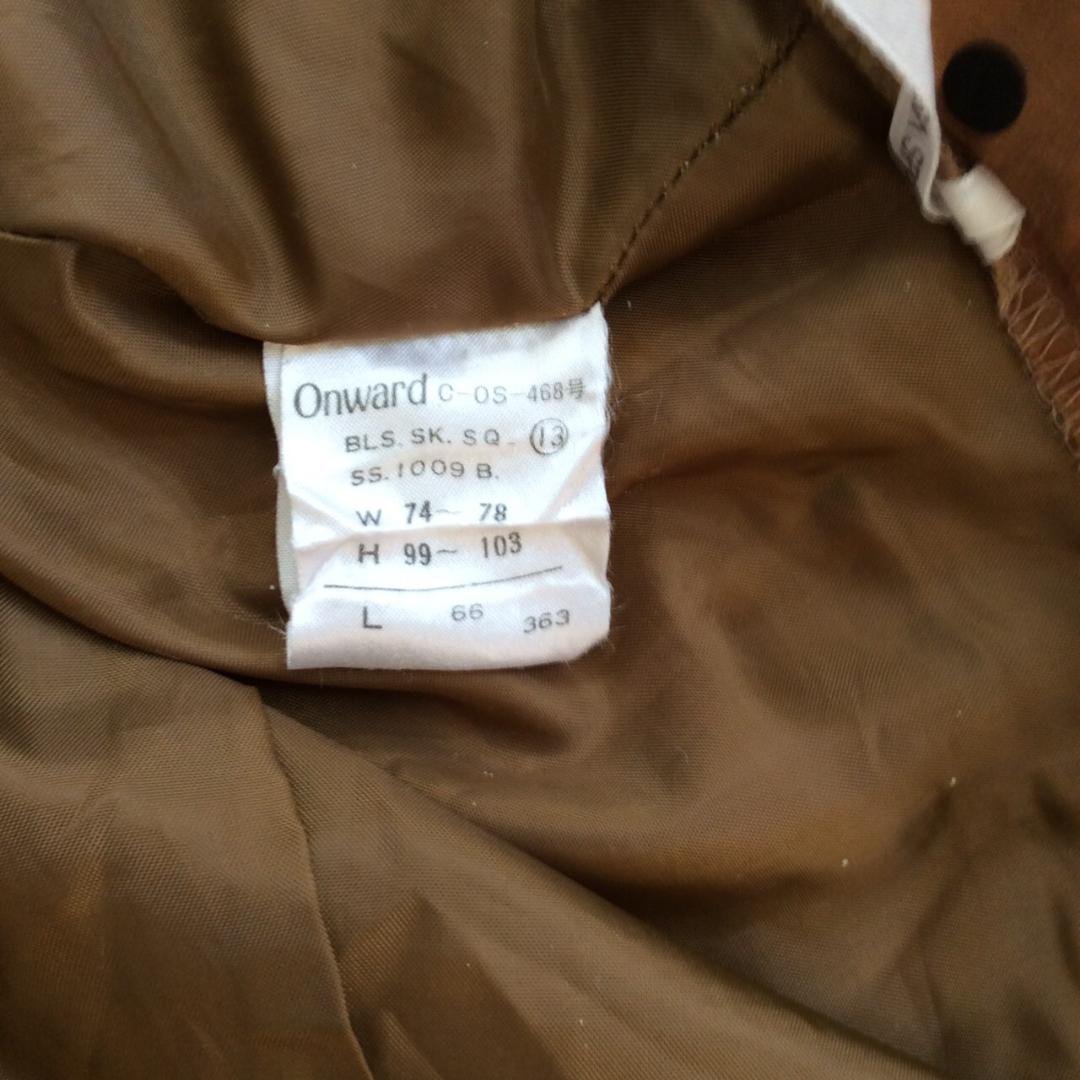 Onward C-OS-468号
BLS. SK. SQ. ⑬
SS. 1009 B.
W 74~ 78
H 99~ 103
L 66 363